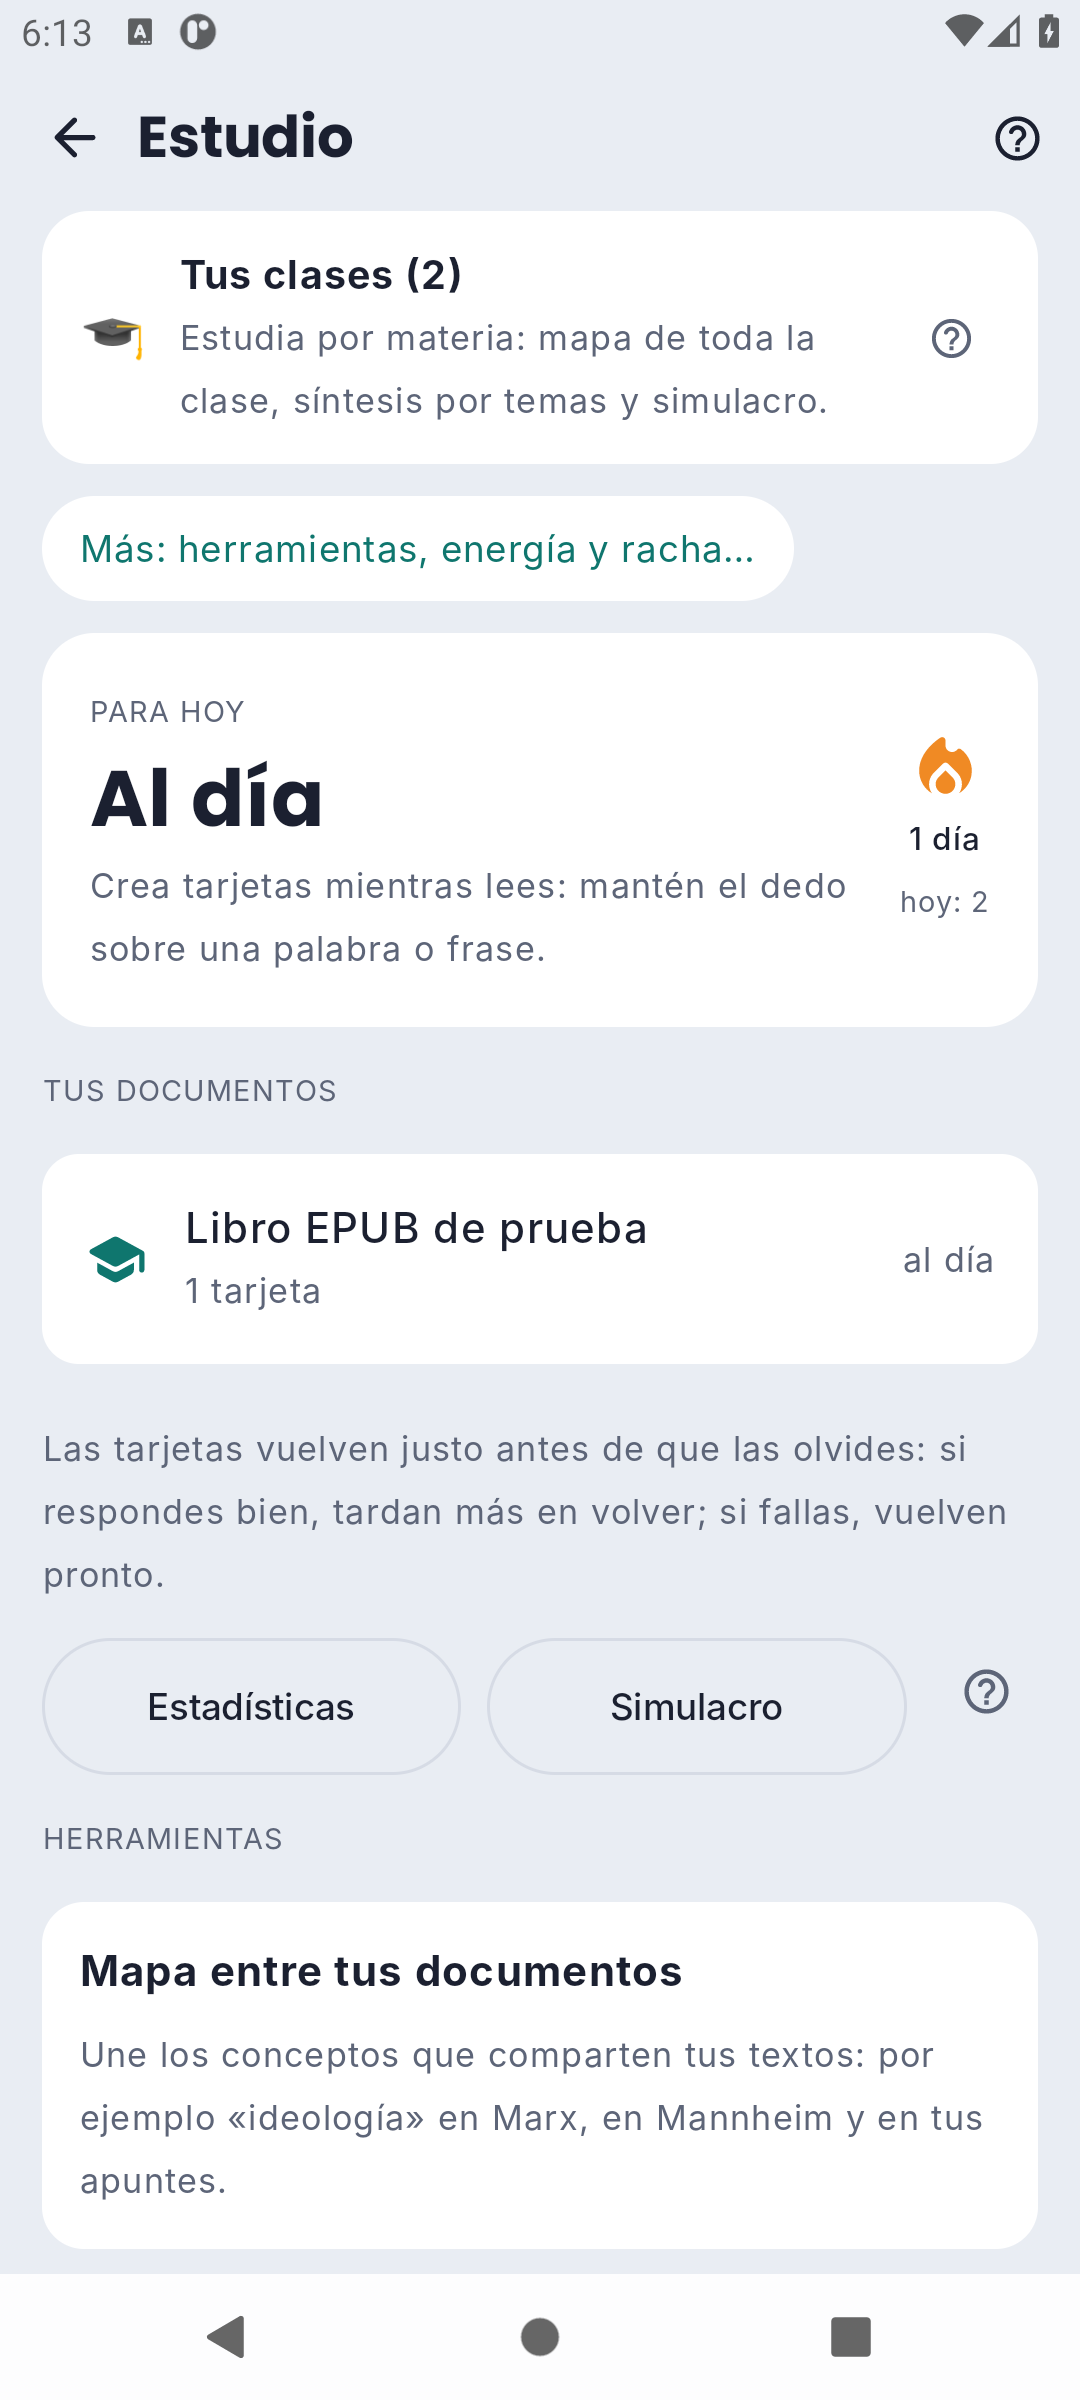 6:13
Estudio
Tus clases (2)
Estudia por materia: mapa de toda la
clase, síntesis por temas y simulacro.
Más: herramientas, energía y racha...
PARA HOY
Al día
1 día
Crea tarjetas mientras lees: mantén el dedo
hoy: 2
sobre una palabra o frase.
TUS DOCUMENTOS
Libro EPUB de prueba
1 tarjeta
al día
Las tarjetas vuelven justo antes de que las olvides: si
respondes bien, tardan más en volver; si fallas, vuelven
pronto.
Estadísticas
Simulacro
HERRAMIENTAS
Mapa entre tus documentos
Une los conceptos que comparten tus textos: por
ejemplo «ideología» en Marx, en Mannheim y en tus
apuntes.